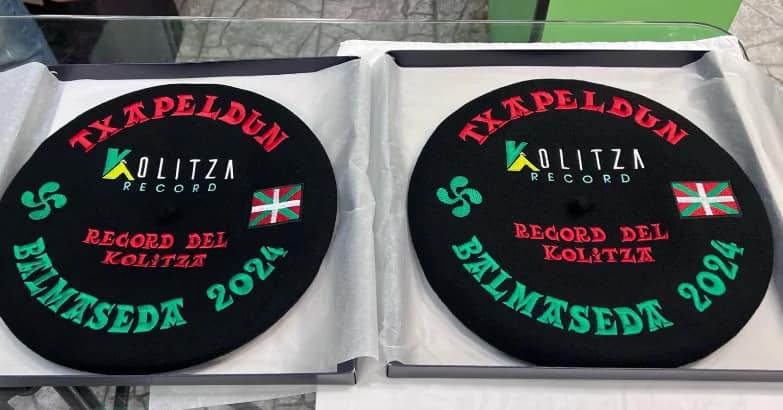 TXAPELDUN
KOLITZA
RECORD
RECORD DEL
KOLITZA
BALMASEDA 2024
TXAPELDUN
KOLITZA
RECORD
RECORD DEL
KOLITZA
BALMASEDA 2024